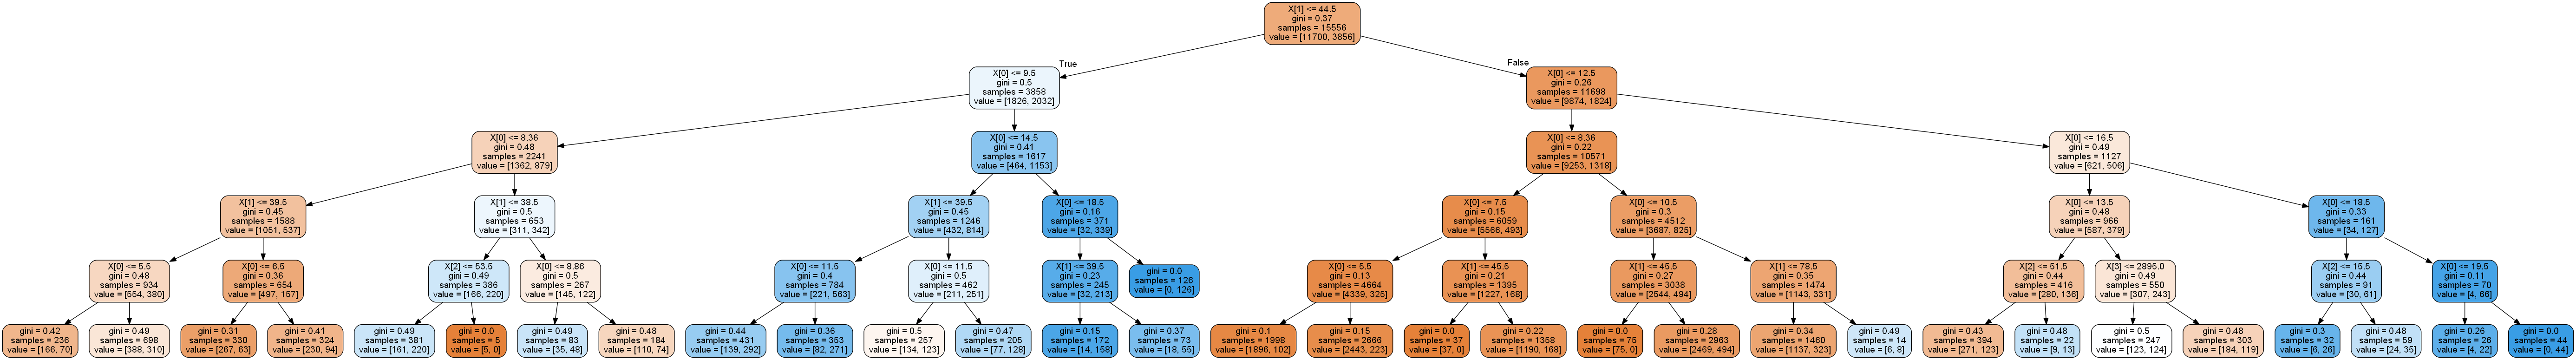 X[1] <= 44.5
gini = 0.37
samples = 15556
value = [11700, 3856]
True
False
X[0] <= 9.5
gini = 0.5
samples = 3858
value = [1826, 2032]
X[0] <= 12.5
gini = 0.26
samples = 11698
value = [9874, 1824]
X[0] <= 8.36
gini = 0.48
samples = 2241
value = [1362, 879]
X[0] <= 14.5
gini = 0.41
samples = 1617
value = [464, 1153]
X[0] <= 8.36
gini = 0.22
samples = 10571
value = [9253, 1318]
X[0] <= 16.5
gini = 0.49
samples = 1127
value = [621, 506]
X[1] <= 39.5
gini = 0.45
samples = 1588
value = [1051, 537]
X[1] <= 38.5
gini = 0.5
samples = 653
value = [311, 342]
X[1] <= 39.5
gini = 0.45
samples = 1246
value = [432, 814]
X[0] <= 18.5
gini = 0.16
samples = 371
value = [32, 339]
X[0] <= 7.5
gini = 0.15
samples = 6059
value = [5566, 493]
X[0] <= 10.5
gini = 0.3
samples = 4512
value = [3687, 825]
X[0] <= 13.5
gini = 0.48
samples = 966
value = [587, 379]
X[0] <= 18.5
gini = 0.33
samples = 161
value = [34, 127]
X[0] <= 5.5
gini = 0.48
samples = 934
value = [554, 380]
X[0] <= 6.5
gini = 0.36
samples = 654
value = [497, 157]
X[2] <= 53.5
gini = 0.49
samples = 386
value = [166, 220]
X[0] <= 8.86
gini = 0.5
samples = 267
value = [145, 122]
X[0] <= 11.5
gini = 0.4
samples = 784
value = [221, 563]
X[0] <= 11.5
gini = 0.5
samples = 462
value = [211, 251]
X[1] <= 39.5
gini = 0.23
samples = 245
value = [32, 213]
gini = 0.0
samples = 126
value = [0, 126]
X[0] <= 5.5
gini = 0.13
samples = 4664
value = [4339, 325]
X[1] <= 45.5
gini = 0.21
samples = 1395
value = [1227, 168]
X[1] <= 45.5
gini = 0.27
samples = 3038
value = [2544, 494]
X[1] <= 78.5
gini = 0.35
samples = 1474
value = [1143, 331]
X[2] <= 51.5
gini = 0.44
samples = 416
value = [280, 136]
X[3] <= 2895.0
gini = 0.49
samples = 550
value = [307, 243]
X[2] <= 15.5
gini = 0.44
samples = 91
value = [30, 61]
X[0] <= 19.5
gini = 0.11
samples = 70
value = [4, 66]
gini = 0.42
samples = 236
value = [166, 70]
gini = 0.49
samples = 698
value = [388, 310]
gini = 0.31
samples = 330
value = [267, 63]
gini = 0.41
samples = 324
value = [230, 94]
gini = 0.49
samples = 381
value = [161, 220]
gini = 0.0
samples = 5
value = [5, 0]
gini = 0.49
samples = 83
value = [35, 48]
gini = 0.48
samples = 184
value = [110, 74]
gini = 0.44
samples = 431
value = [139, 292]
gini = 0.36
samples = 353
value = [82, 271]
gini = 0.5
samples = 257
value = [134, 123]
gini = 0.47
samples = 205
value = [77, 128]
gini = 0.15
samples = 172
value = [14, 158]
gini = 0.37
samples = 73
value = [18, 55]
gini = 0.1
samples = 1998
value = [1896, 102]
gini = 0.15
samples = 2666
value = [2443, 223]
gini = 0.0
samples = 37
value = [37, 0]
gini = 0.22
samples = 1358
value = [1190, 168]
gini = 0.0
samples = 75
value = [75, 0]
gini = 0.28
samples = 2963
value = [2469, 494]
gini = 0.34
samples = 1460
value = [1137, 323]
gini = 0.49
samples = 14
value = [6, 8]
gini = 0.43
samples = 394
value = [271, 123]
gini = 0.48
samples = 22
value = [9, 13]
gini = 0.5
samples = 247
value = [123, 124]
gini = 0.48
samples = 303
value = [184, 119]
gini = 0.3
samples = 32
value = [6, 26]
gini = 0.48
samples = 59
value = [24, 35]
gini = 0.26
samples = 26
value = [4, 22]
gini = 0.0
samples = 44
value = [0, 44]